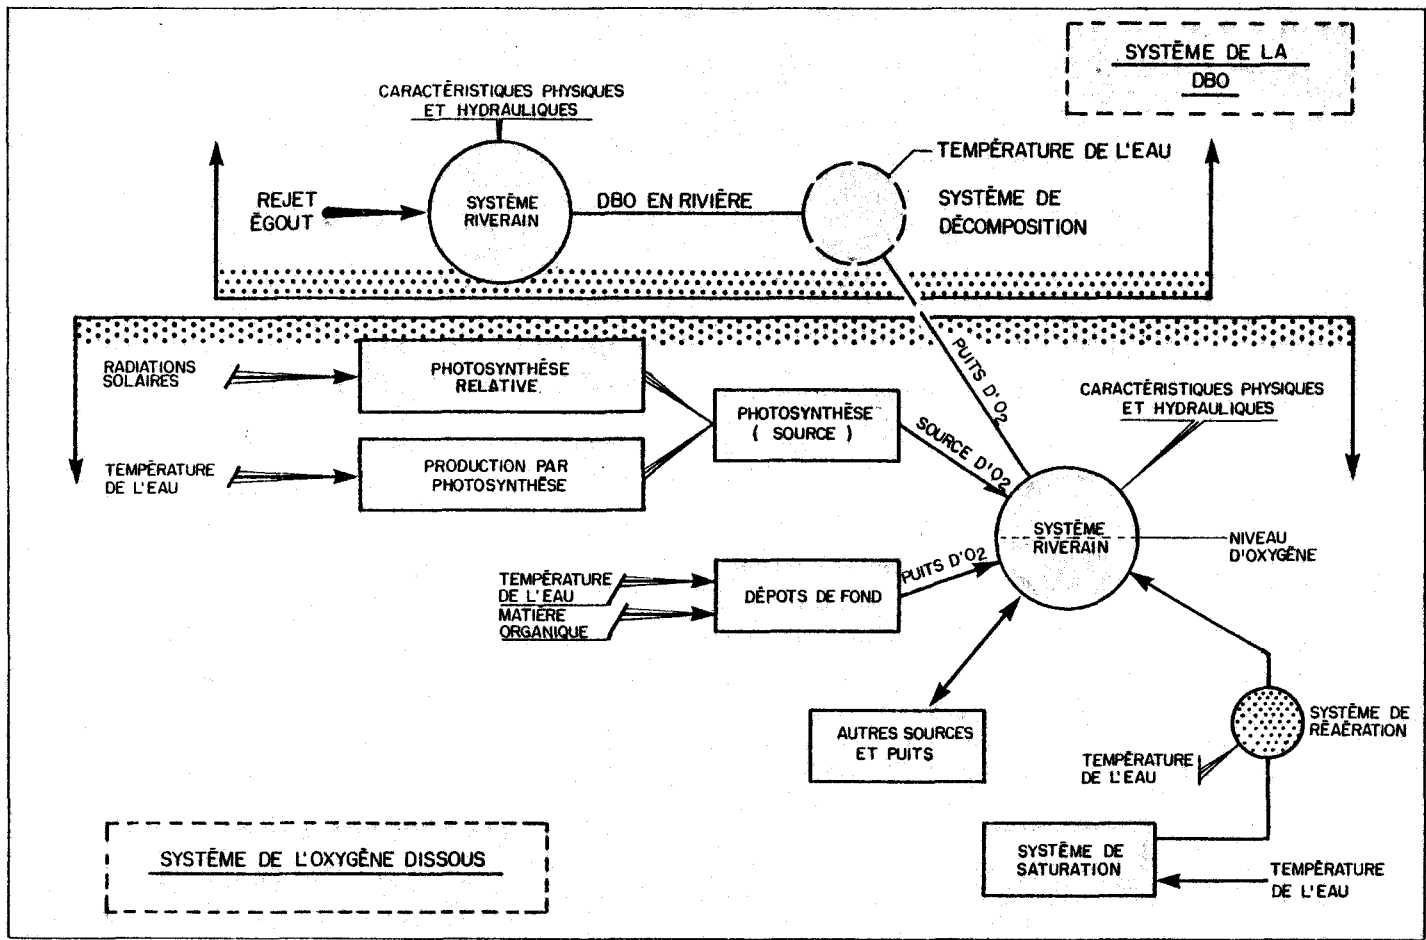 SYSTÈME DE LA
DBO
CARACTÉRISTIQUES PHYSIQUES
ET HYDRAULIQUES
TEMPÉRATURE DE L'EAU
REJET
ÉGOUT
SYSTÈME
RIVERAIN
DBO EN RIVIÈRE
SYSTÈME DE
DÉCOMPOSITION
PUITS D'O2
RADIATIONS
SOLAIRES
PHOTOSYNTHÈSE
RELATIVE
PHOTOSYNTHÈSE
( SOURCE )
SOURCE D'O2
CARACTÉRISTIQUES PHYSIQUES
ET HYDRAULIQUES
TEMPÉRATURE
DE L'EAU
PRODUCTION PAR
PHOTOSYNTHÈSE
SYSTÈME
RIVERAIN
NIVEAU
D'OXYGÈNE
TEMPÉRATURE
DE L'EAU
MATIÈRE
ORGANIQUE
DÉPOTS DE FOND
PUITS D'O2
AUTRES SOURCES
ET PUITS
SYSTÈME DE
RÉAÉRATION
TEMPÉRATURE
DE L'EAU
SYSTÈME DE L'OXYGÈNE DISSOUS
SYSTÈME DE
SATURATION
TEMPÉRATURE
DE L'EAU